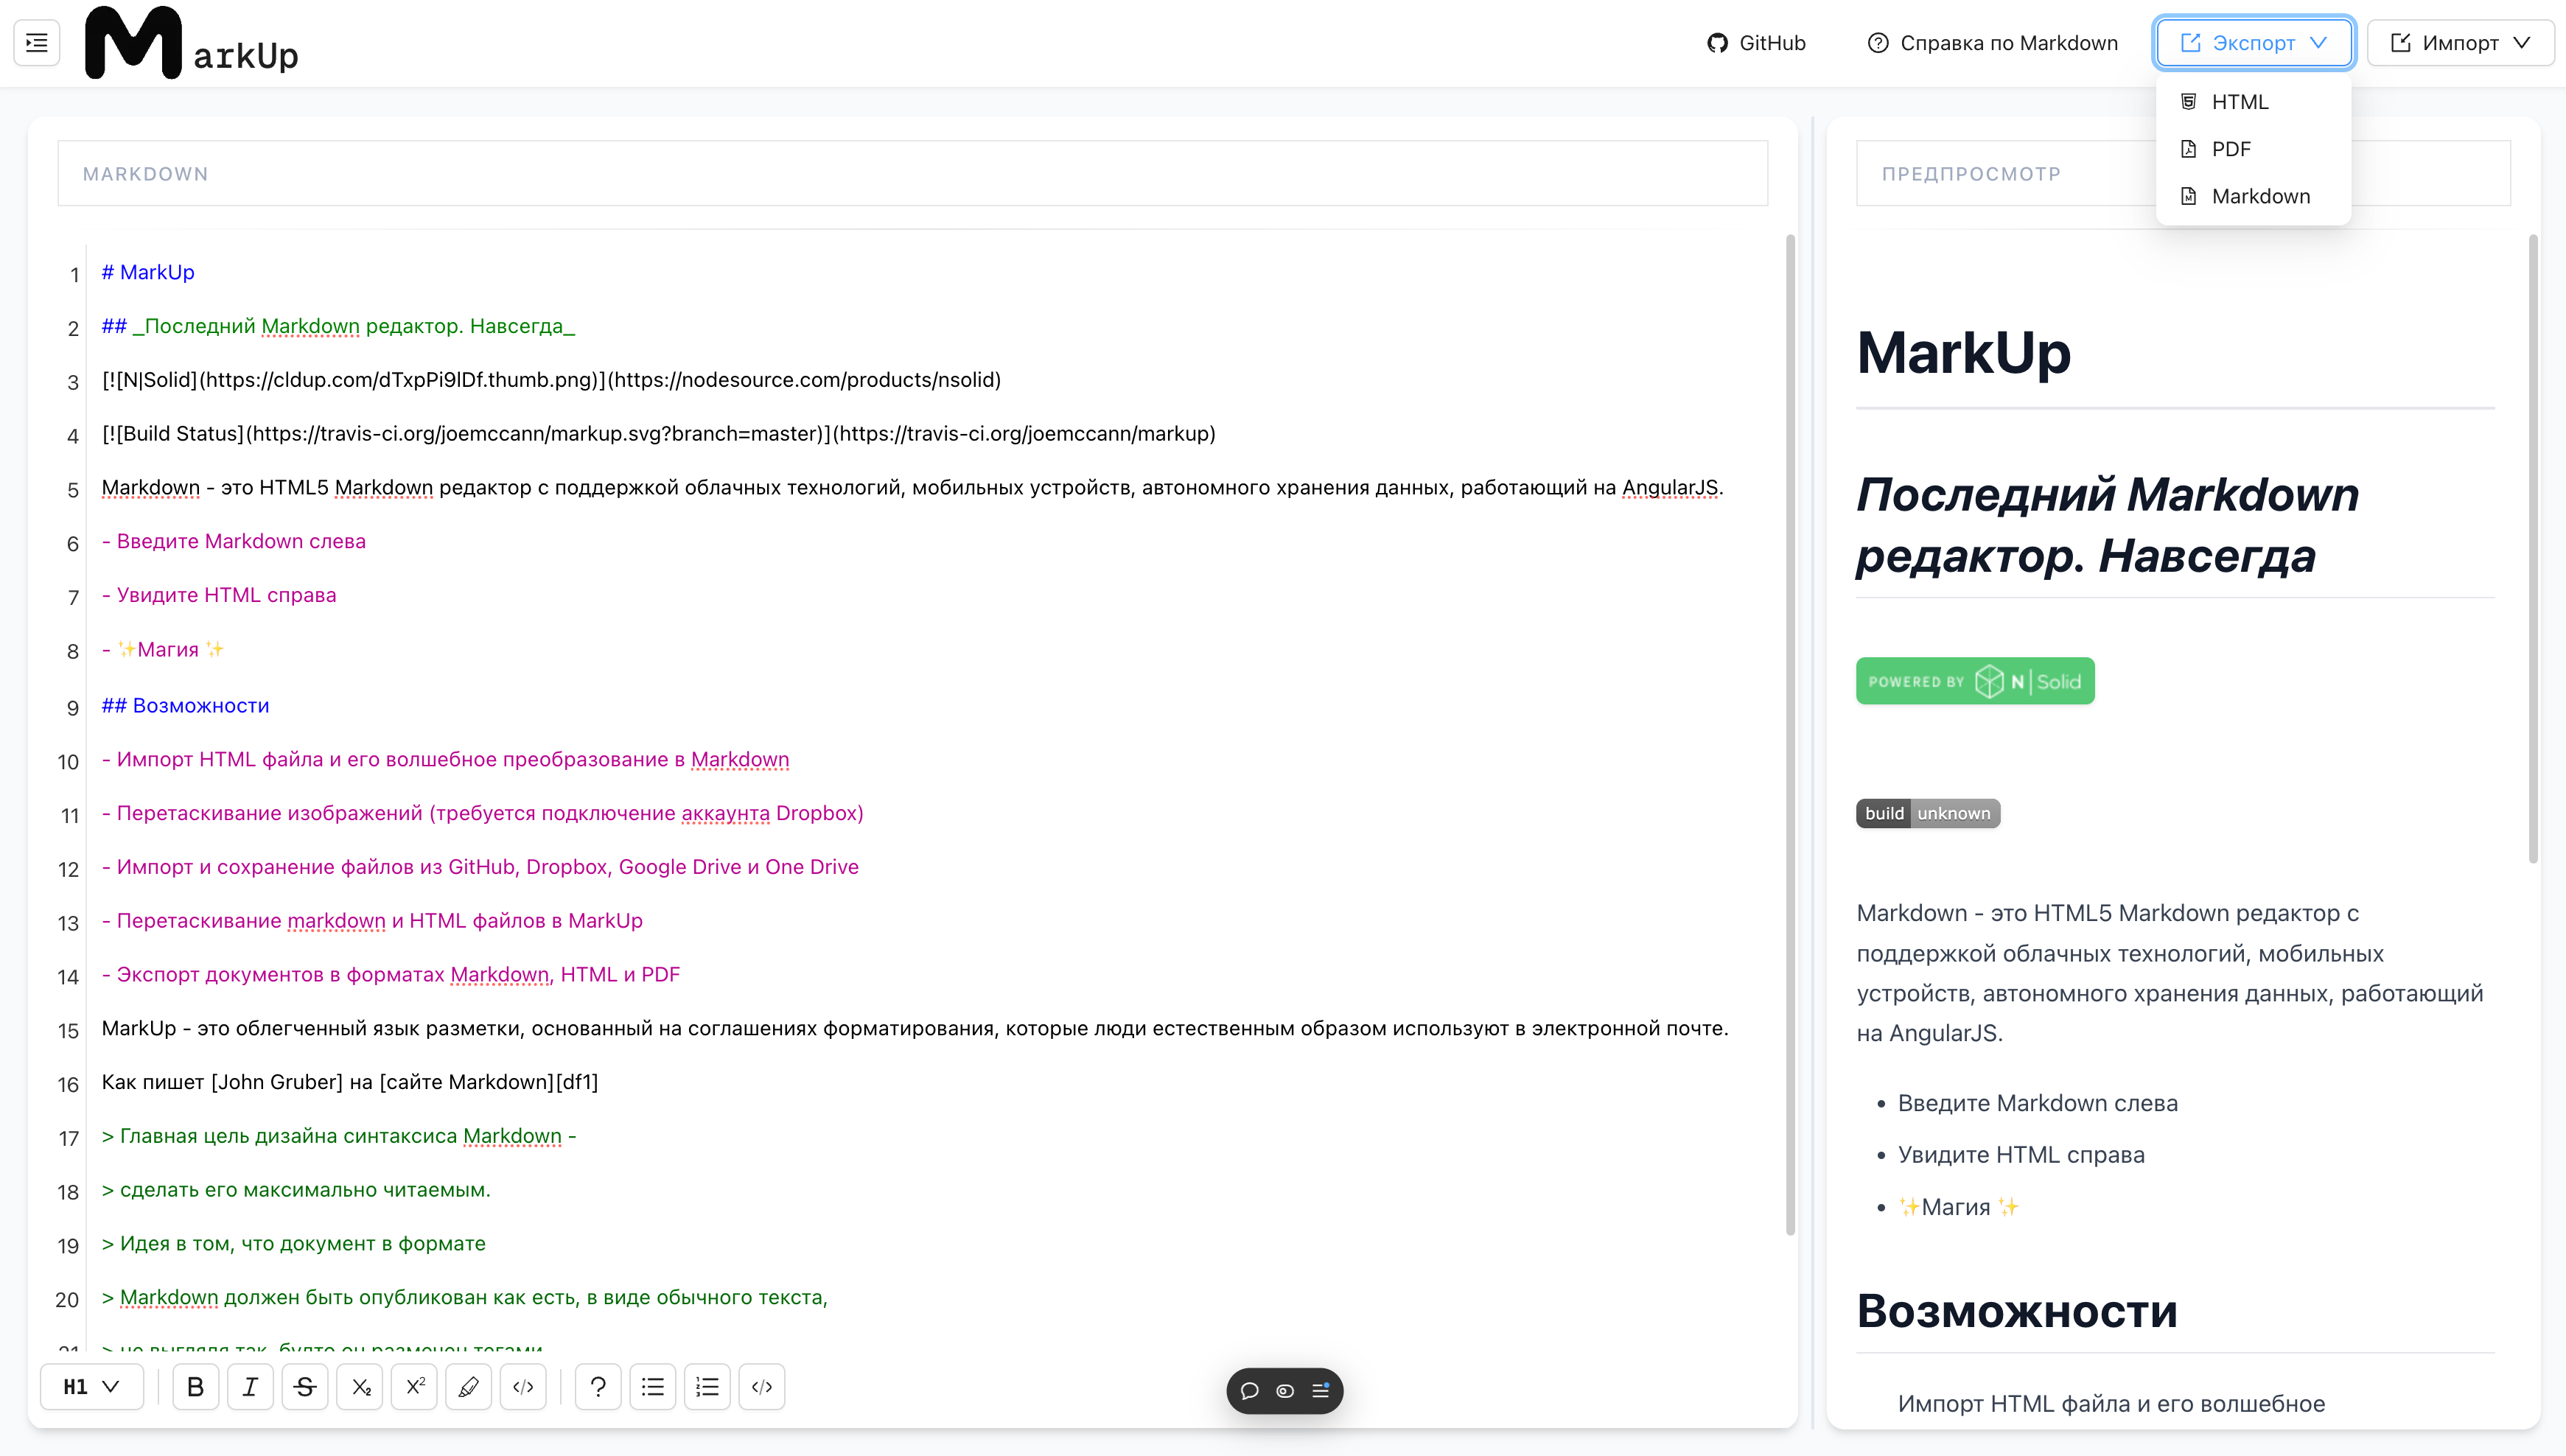 MarkUp
GitHub
Справка по Markdown
Экспорт
Импорт
HTML
PDF
Markdown
MARKDOWN
1 # MarkUp
2 ## _Последний Markdown редактор. Навсегда_
3 [![N|Solid](https://cldup.com/dTxpPi9lDf.thumb.png)](https://nodesource.com/products/nsolid)
4 [![Build Status](https://travis-ci.org/joemccann/markup.svg?branch=master)](https://travis-ci.org/joemccann/markup)
5 Markdown - это HTML5 Markdown редактор с поддержкой облачных технологий, мобильных устройств, автономного хранения данных, работающий на AngularJS.
6 - Введите Markdown слева
7 - Увидите HTML справа
8 - ✨Магия ✨
9 ## Возможности
10 - Импорт HTML файла и его волшебное преобразование в Markdown
11 - Перетаскивание изображений (требуется подключение аккаунта Dropbox)
12 - Импорт и сохранение файлов из GitHub, Dropbox, Google Drive и One Drive
13 - Перетаскивание markdown и HTML файлов в MarkUp
14 - Экспорт документов в форматах Markdown, HTML и PDF
15 MarkUp - это облегченный язык разметки, основанный на соглашениях форматирования, которые люди естественным образом используют в электронной почте.
16 Как пишет [John Gruber] на [сайте Markdown][df1]
17 > Главная цель дизайна синтаксиса Markdown -
18 > сделать его максимально читаемым.
19 > Идея в том, что документ в формате
20 > Markdown должен быть опубликован как есть, в виде обычного текста,
21 > не выглядя так, будто он размечен тегами
H1
ПРЕДПРОСМОТР
MarkUp
Последний Markdown
редактор. Навсегда
POWERED BY N|Solid
build unknown
Markdown - это HTML5 Markdown редактор с
поддержкой облачных технологий, мобильных
устройств, автономного хранения данных, работающий
на AngularJS.
• Введите Markdown слева
• Увидите HTML справа
• ✨Магия ✨
Возможности
Импорт HTML файла и его волшебное